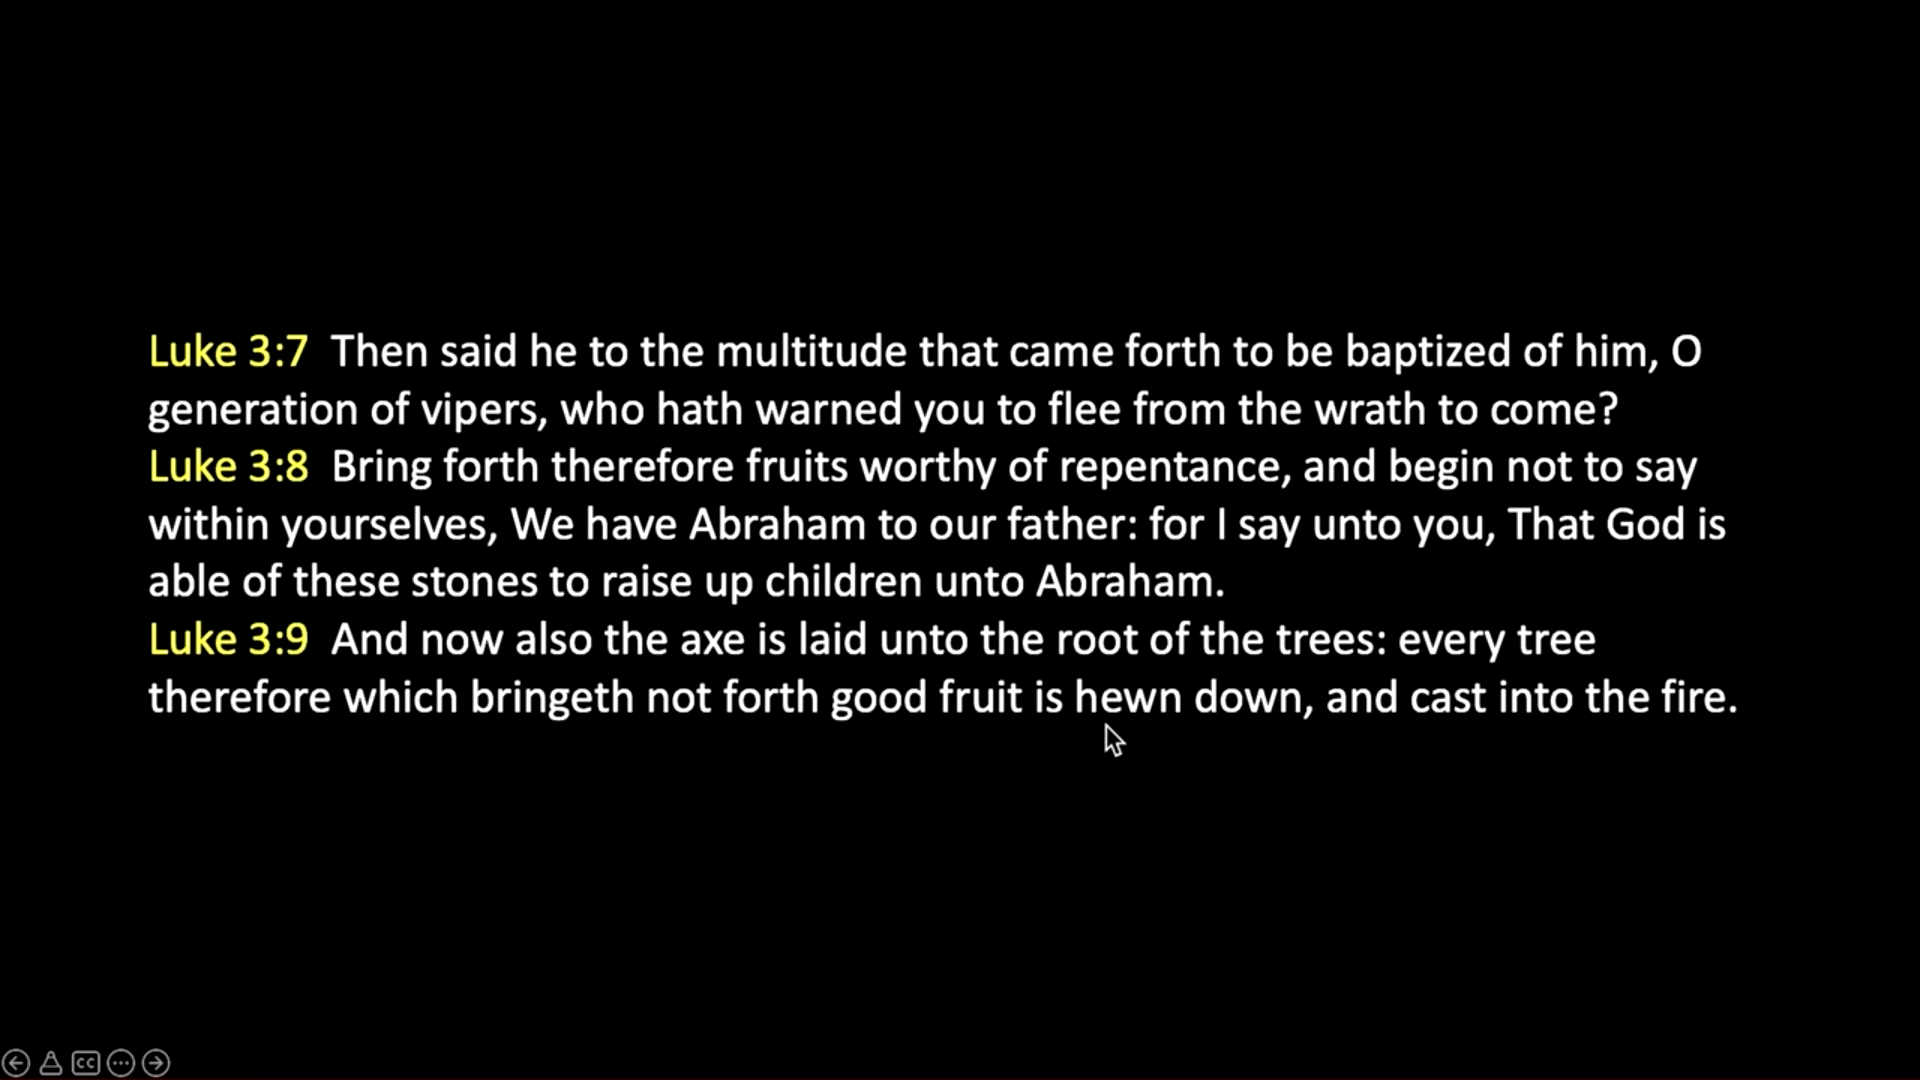 Luke 3:7  Then said he to the multitude that came forth to be baptized of him, O
generation of vipers, who hath warned you to flee from the wrath to come?
Luke 3:8  Bring forth therefore fruits worthy of repentance, and begin not to say
within yourselves, We have Abraham to our father: for I say unto you, That God is
able of these stones to raise up children unto Abraham.
Luke 3:9  And now also the axe is laid unto the root of the trees: every tree
therefore which bringeth not forth good fruit is hewn down, and cast into the fire.
CC